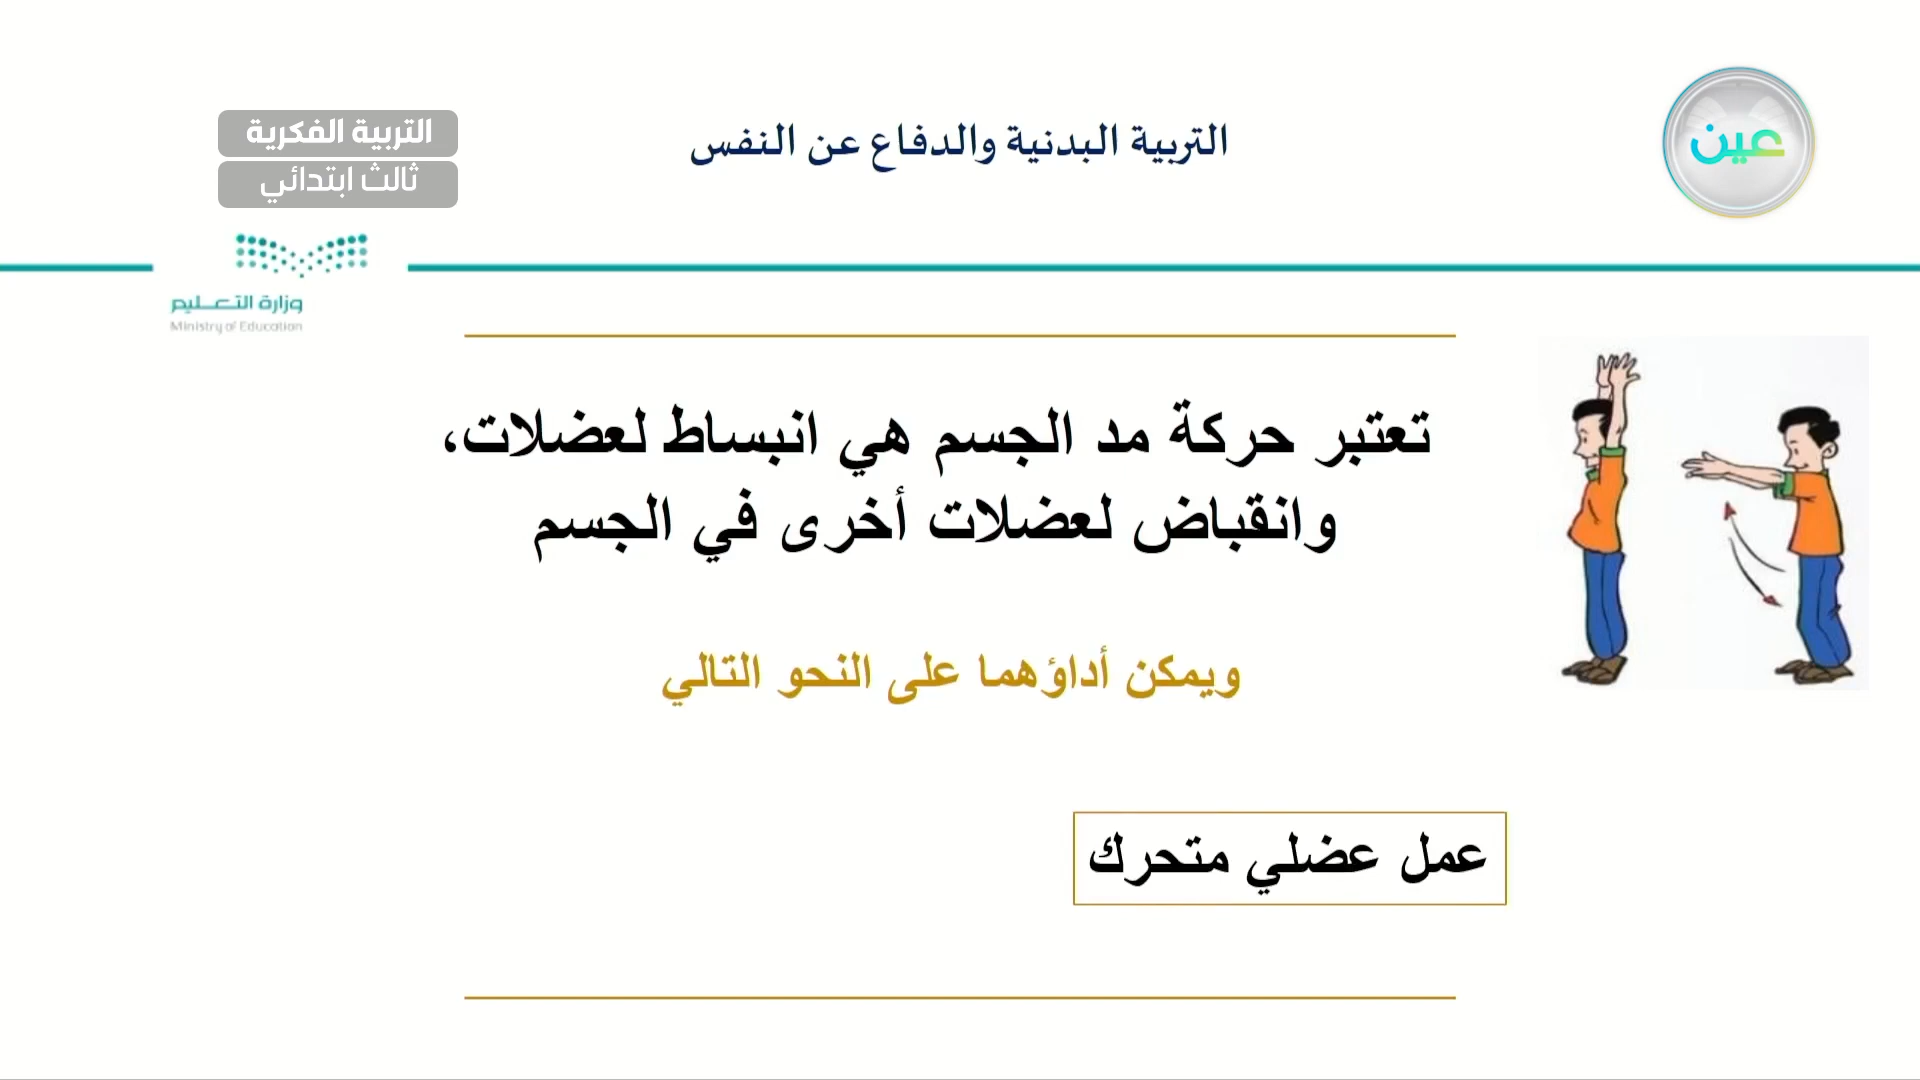 التربية الفكرية
ثالث ابتدائي
التربية البدنية والدفاع عن النفس
عين
وزارة التعليم
Ministry of Education
تعتبر حركة مد الجسم هي انبساط لعضلات،
وانقباض لعضلات أخرى في الجسم
ويمكن أداؤهما على النحو التالي
عمل عضلي متحرك